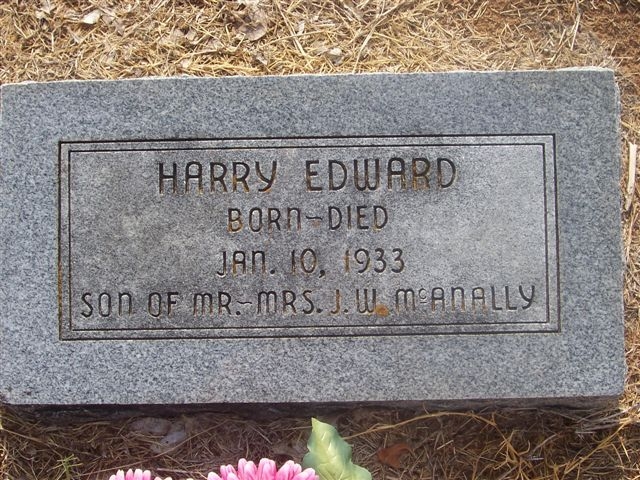 HARRY EDWARD
BORN~DIED
JAN. 10, 1933
SON OF MR.~MRS. J. W. McANALLY